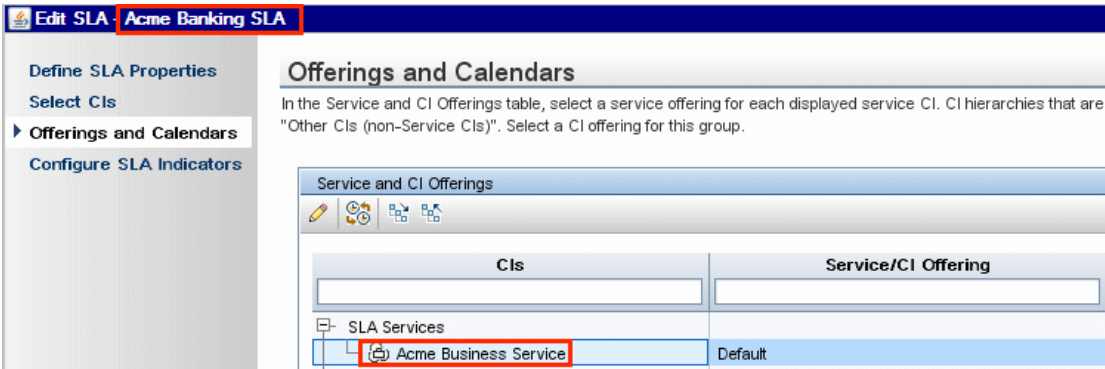 Edit SLA - Acme Banking SLA
Define SLA Properties
Select CIs
Offerings and Calendars
Configure SLA Indicators
Offerings and Calendars
In the Service and CI Offerings table, select a service offering for each displayed service CI. CI hierarchies that are
"Other CIs (non-Service CIs)". Select a CI offering for this group.
Service and CI Offerings
CIs
Service/CI Offering
SLA Services
Acme Business Service
Default